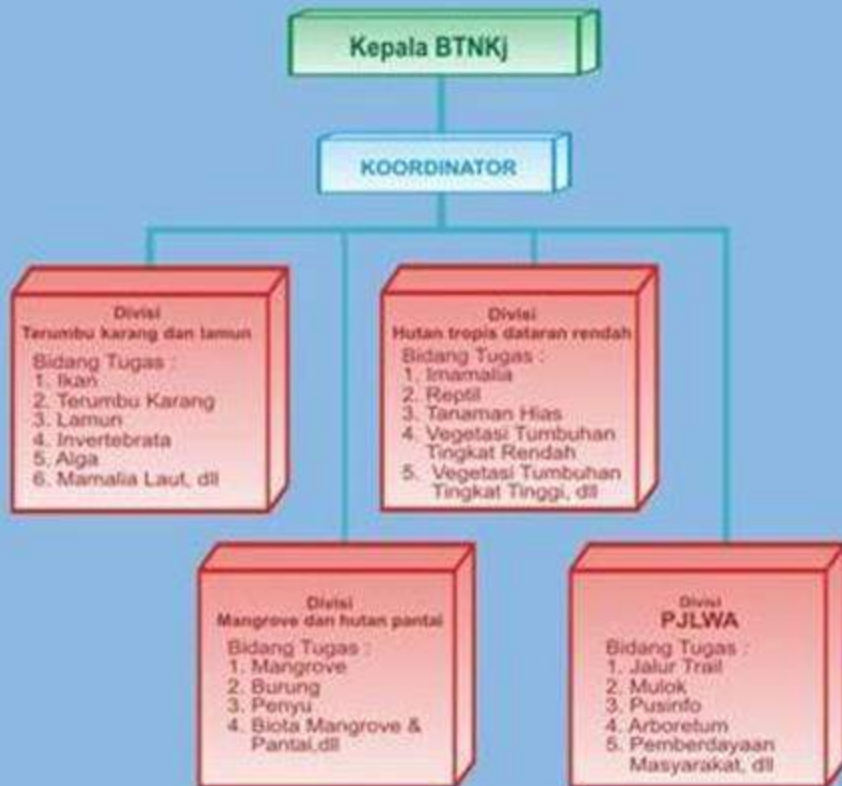 Kepala BTNKj
KOORDINATOR
Divisi
Terumbu karang dan lamun
Bidang Tugas :
1. Ikan
2. Terumbu Karang
3. Lamun
4. Invertebrata
5. Alga
6. Mamalia Laut, dll
Divisi
Hutan tropis dataran rendah
Bidang Tugas :
1. Imamalia
2. Reptil
3. Tanaman Hias
4. Vegetasi Tumbuhan
Tingkat Rendah
5. Vegetasi Tumbuhan
Tingkat Tinggi, dll
Divisi
Mangrove dan hutan pantai
Bidang Tugas :
1. Mangrove
2. Burung
3. Penyu
4. Biota Mangrove &
Pantai,dll
Divisi
PJLWA
Bidang Tugas :
1. Jalur Trail
2. Mulok
3. Pusinfo
4. Arboretum
5. Pemberdayaan
Masyarakat, dll